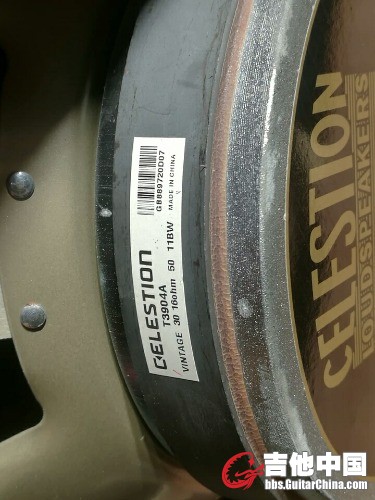 CELESTION
T3904A
VINTAGE 30 16ohm 50 11BW
GB889720D07
MADE IN CHINA
CELESTION
LOUDSPEAKERS
吉他中国
bbs.GuitarChina.com